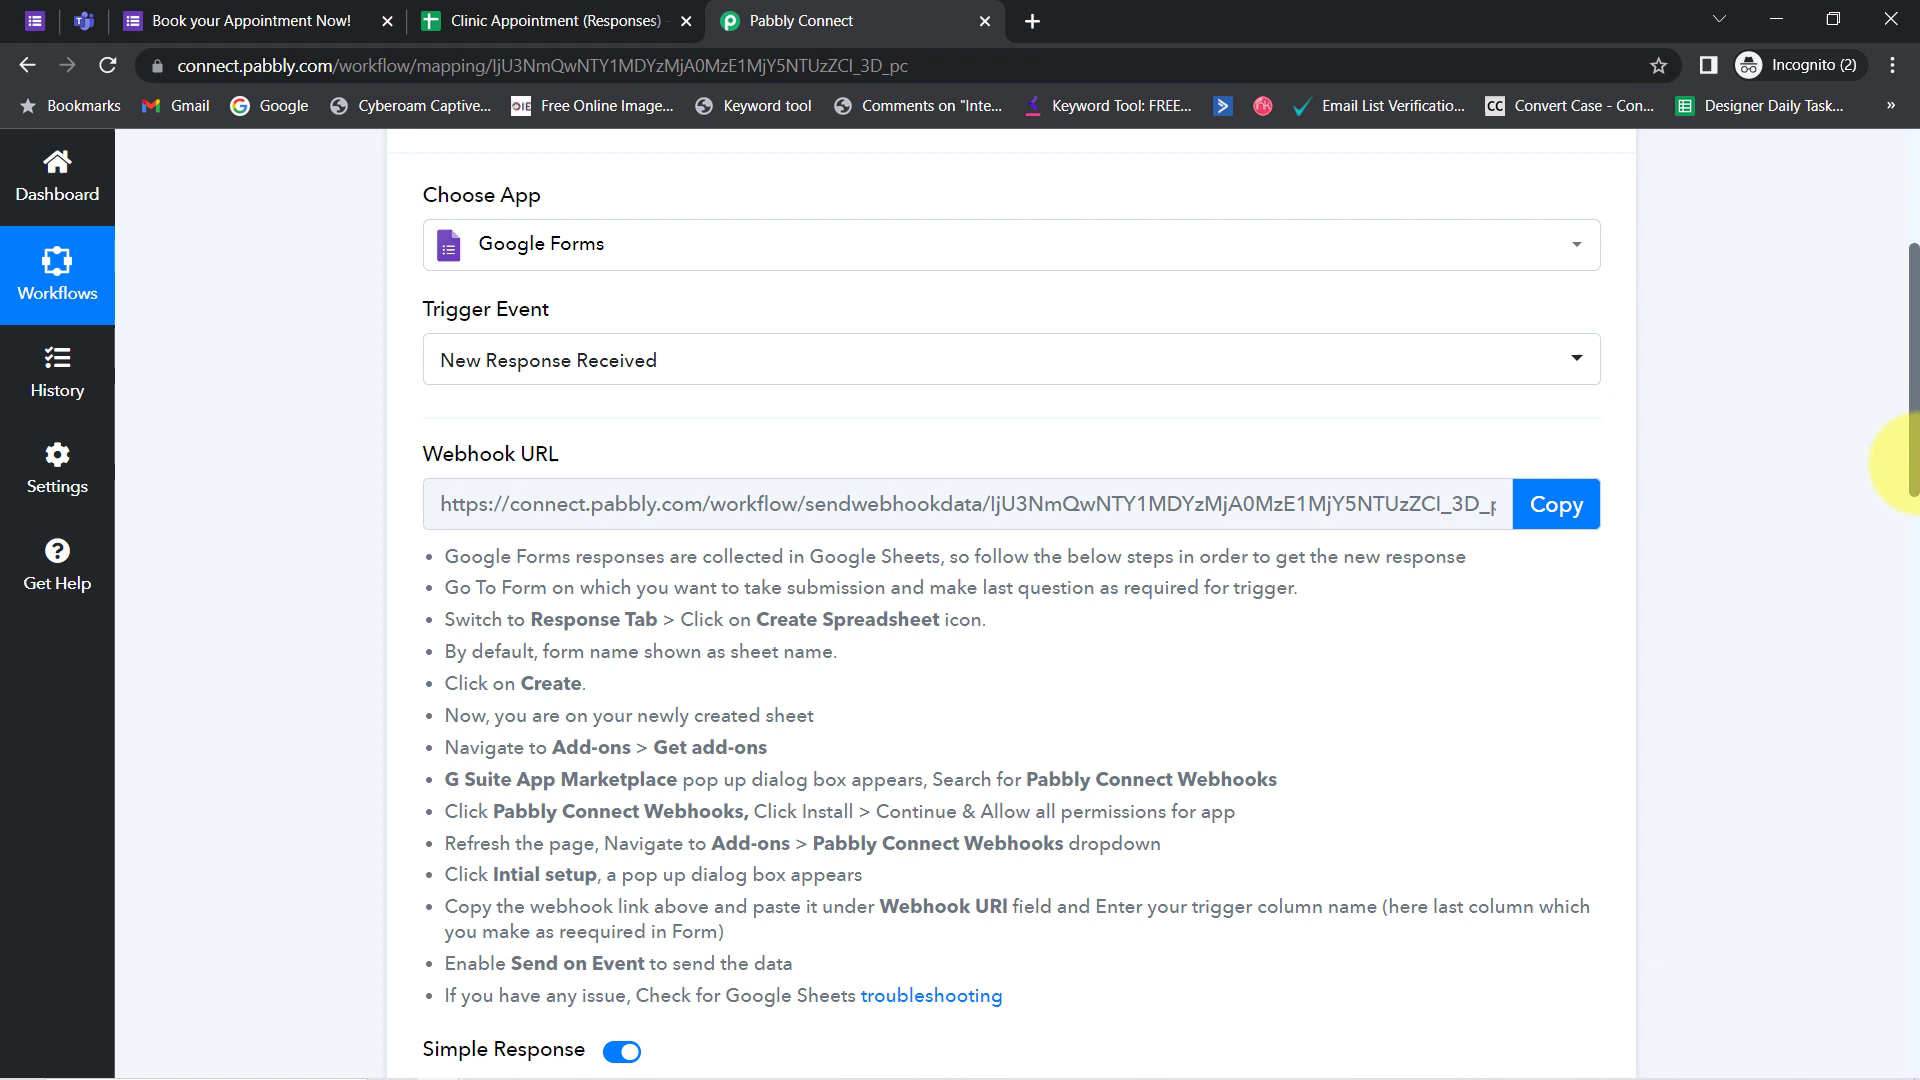 Book your Appointment Now!
Clinic Appointment (Responses)
Pabbly Connect
connect.pabbly.com/workflow/mapping/IjU3NmQwNTY1MDYzMjA0MzE1MjY5NTUzZCI_3D_pc
Incognito (2)
Bookmarks
Gmail
Google
Cyberoam Captive...
OIE
Free Online Image...
Keyword tool
Comments on "Inte...
Keyword Tool: FREE...
Email List Verificatio...
CC
Convert Case - Con...
Designer Daily Task...
»
Dashboard
Workflows
History
Settings
Get Help
Choose App
Google Forms
Trigger Event
New Response Received
Webhook URL
https://connect.pabbly.com/workflow/sendwebhookdata/IjU3NmQwNTY1MDYzMjA0MzE1MjY5NTUzZCI_3D_p
Copy
• Google Forms responses are collected in Google Sheets, so follow the below steps in order to get the new response
• Go To Form on which you want to take submission and make last question as required for trigger.
• Switch to Response Tab > Click on Create Spreadsheet icon.
• By default, form name shown as sheet name.
• Click on Create.
• Now, you are on your newly created sheet
• Navigate to Add-ons > Get add-ons
• G Suite App Marketplace pop up dialog box appears, Search for Pabbly Connect Webhooks
• Click Pabbly Connect Webhooks, Click Install > Continue & Allow all permissions for app
• Refresh the page, Navigate to Add-ons > Pabbly Connect Webhooks dropdown
• Click Intial setup, a pop up dialog box appears
• Copy the webhook link above and paste it under Webhook URl field and Enter your trigger column name (here last column which
you make as reequired in Form)
• Enable Send on Event to send the data
• If you have any issue, Check for Google Sheets troubleshooting
Simple Response